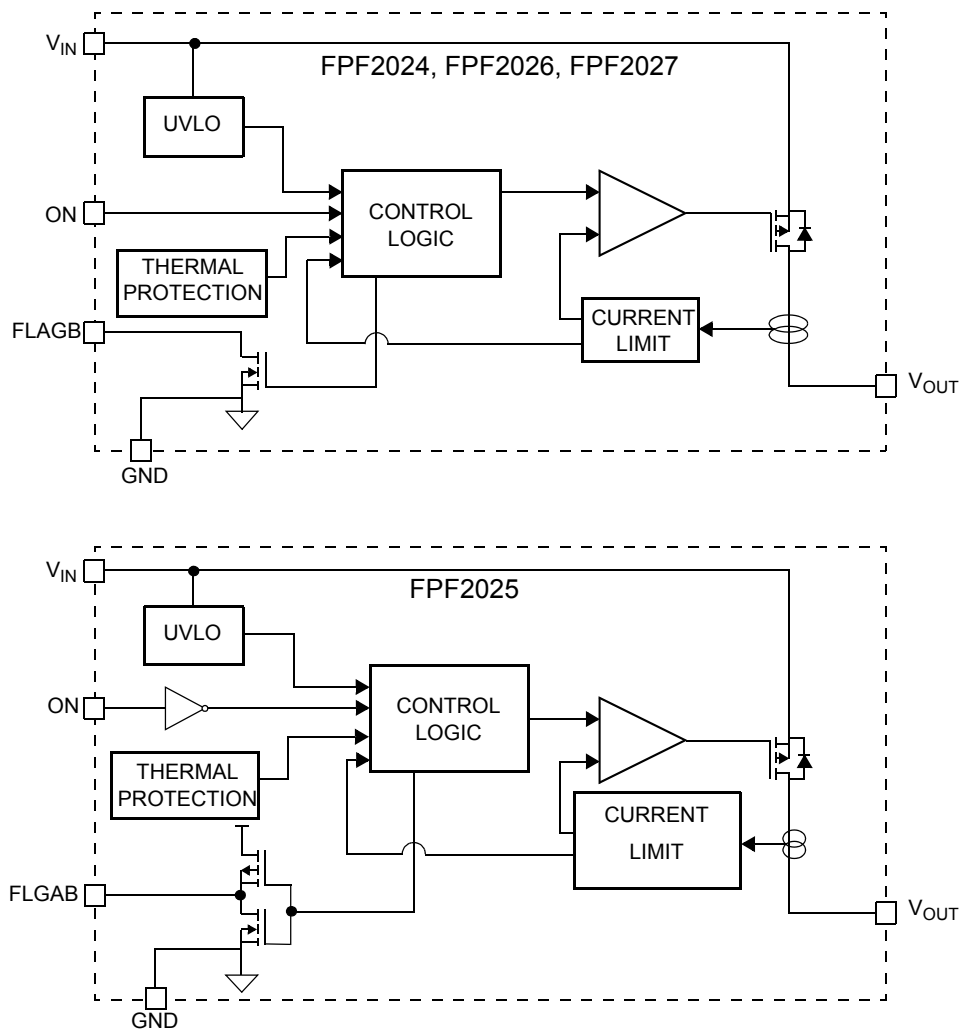 V_IN
FPF2024, FPF2026, FPF2027
UVLO
ON
CONTROL
LOGIC
THERMAL
PROTECTION
FLAGB
CURRENT
LIMIT
V_OUT
GND
V_IN
FPF2025
UVLO
ON
CONTROL
LOGIC
THERMAL
PROTECTION
CURRENT
LIMIT
FLGAB
V_OUT
GND